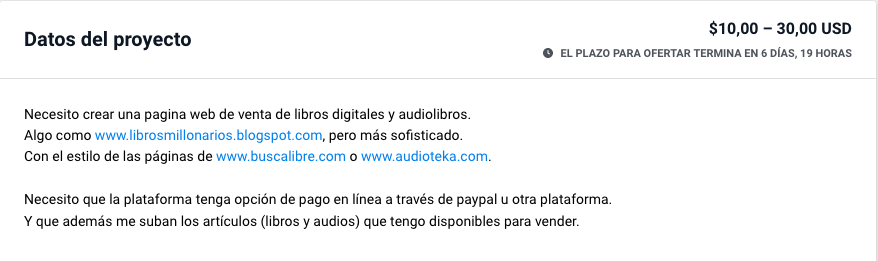 Datos del proyecto
$10,00 – 30,00 USD
EL PLAZO PARA OFERTAR TERMINA EN 6 DÍAS, 19 HORAS
Necesito crear una pagina web de venta de libros digitales y audiolibros.
Algo como www.librosmillonarios.blogspot.com, pero más sofisticado.
Con el estilo de las páginas de www.buscalibre.com o www.audioteka.com.
Necesito que la plataforma tenga opción de pago en línea a través de paypal u otra plataforma.
Y que además me suban los artículos (libros y audios) que tengo disponibles para vender.